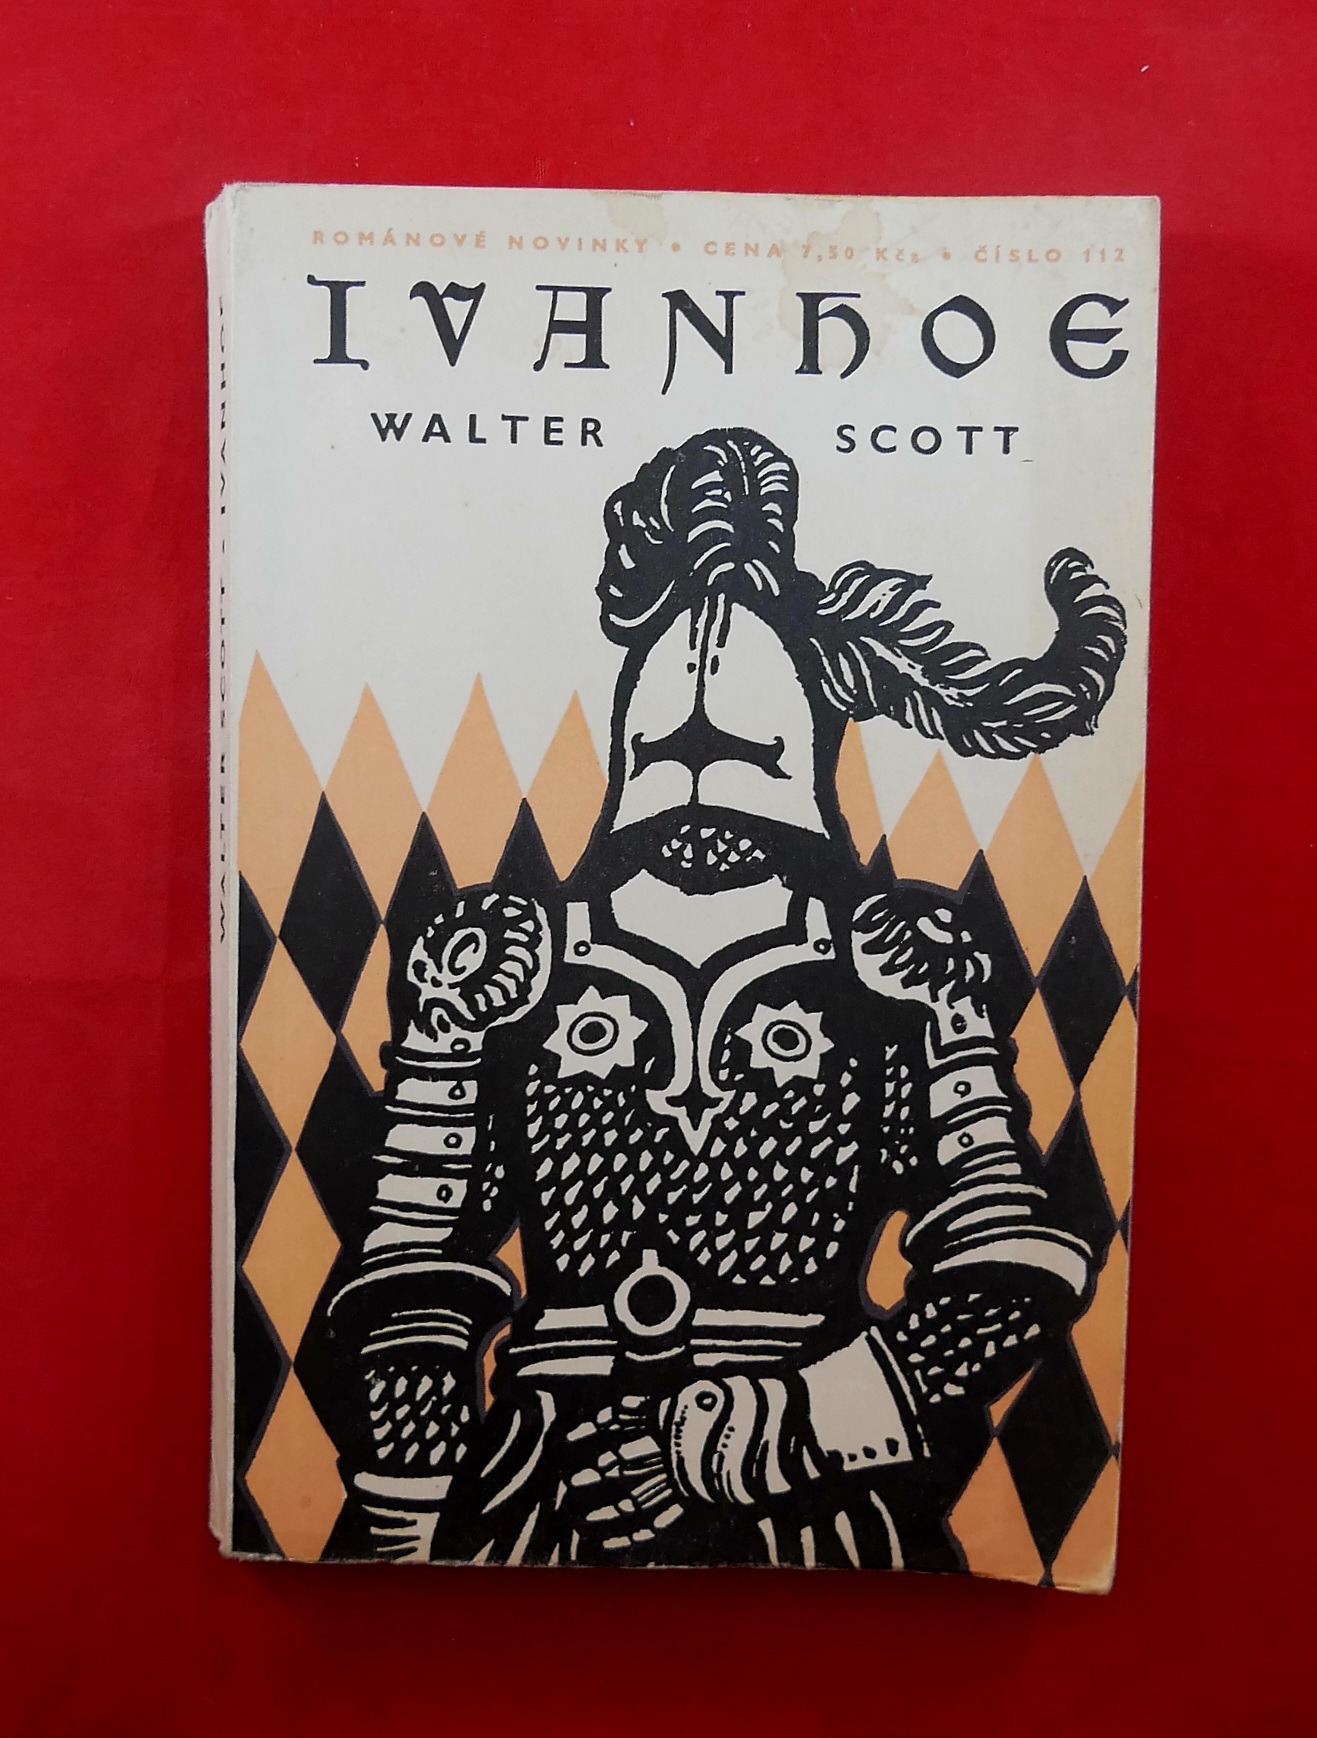 ROMÁNOVÉ NOVINKY • CENA 7,50 Kčs • ČÍSLO 112
IVANHOE
WALTER SCOTT
WALTER SCOTT · IVANHOE